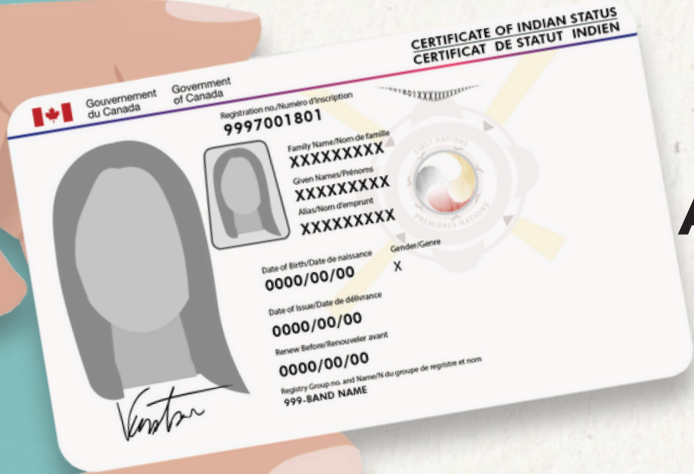 CERTIFICATE OF INDIAN STATUS
CERTIFICAT DE STATUT INDIEN
Gouvernement du Canada
Government of Canada
Registration no./Numéro d'inscription
9997001801
Family Name/Nom de famille
XXXXXXXXX
Given Names/Prénoms
XXXXXXXXX
Alias/Nom d'emprunt
XXXXXXXXX
Date of Birth/Date de naissance
0000/00/00
Gender/Genre
X
Date of Issue/Date de délivrance
0000/00/00
Renew Before/Renouveler avant
0000/00/00
Registry Group no. and Name/N du groupe de registre et nom
999-BAND NAME
FIRST NATIONS
PREMIÈRES NATIONS
A